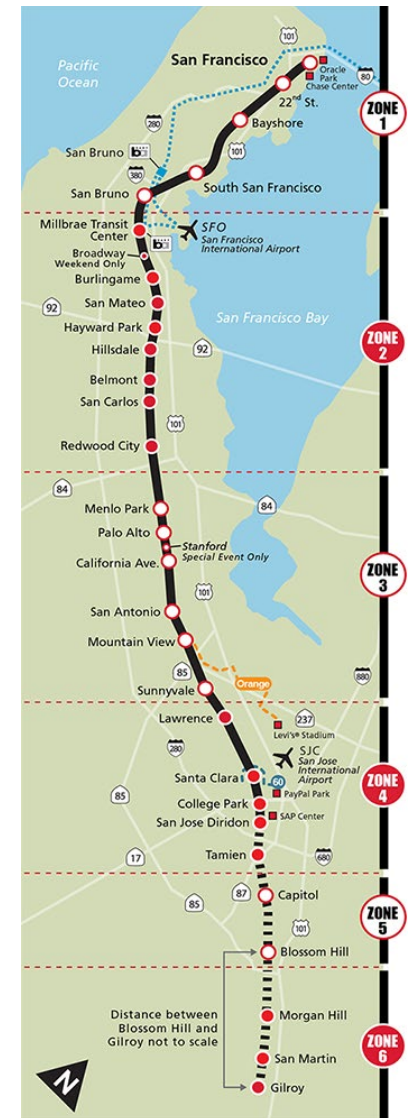 Pacific
Ocean
101
San Francisco
Oracle
Park
Chase Center
80
ZONE
1
22nd St.
280
Bayshore
101
San Bruno
ba
380
South San Francisco
San Bruno
Millbrae Transit
Center
ba
SFO
San Francisco
International Airport
Broadway
Weekend Only
Burlingame
San Mateo
92
San Francisco Bay
Hayward Park
ZONE
2
Hillsdale
92
Belmont
San Carlos
101
Redwood City
84
84
Menlo Park
Palo Alto
Stanford
Special Event Only
California Ave.
ZONE
3
101
San Antonio
Mountain View
85
880
Orange
Sunnyvale
Lawrence
237
Levi's® Stadium
280
SJC
San Jose
International
Airport
Santa Clara
60
PayPal Park
ZONE
4
85
College Park
SAP Center
San Jose Diridon
17
Tamien
680
87
Capitol
85
101
ZONE
5
Blossom Hill
Distance between
Blossom Hill and
Gilroy not to scale
Morgan Hill
ZONE
6
San Martin
N
Gilroy